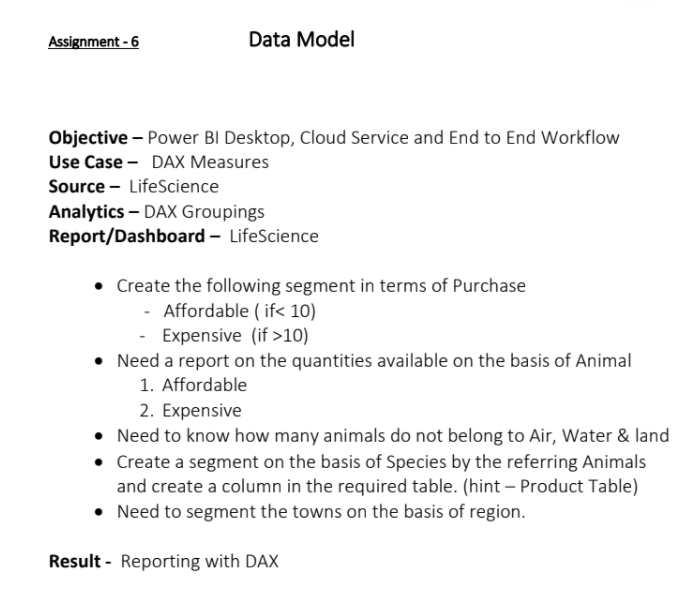 Assignment - 6
Data Model
Objective – Power BI Desktop, Cloud Service and End to End Workflow
Use Case – DAX Measures
Source – LifeScience
Analytics – DAX Groupings
Report/Dashboard – LifeScience
• Create the following segment in terms of Purchase
- Affordable ( if< 10)
- Expensive (if >10)
• Need a report on the quantities available on the basis of Animal
1. Affordable
2. Expensive
• Need to know how many animals do not belong to Air, Water & land
• Create a segment on the basis of Species by the referring Animals
and create a column in the required table. (hint – Product Table)
• Need to segment the towns on the basis of region.
Result - Reporting with DAX